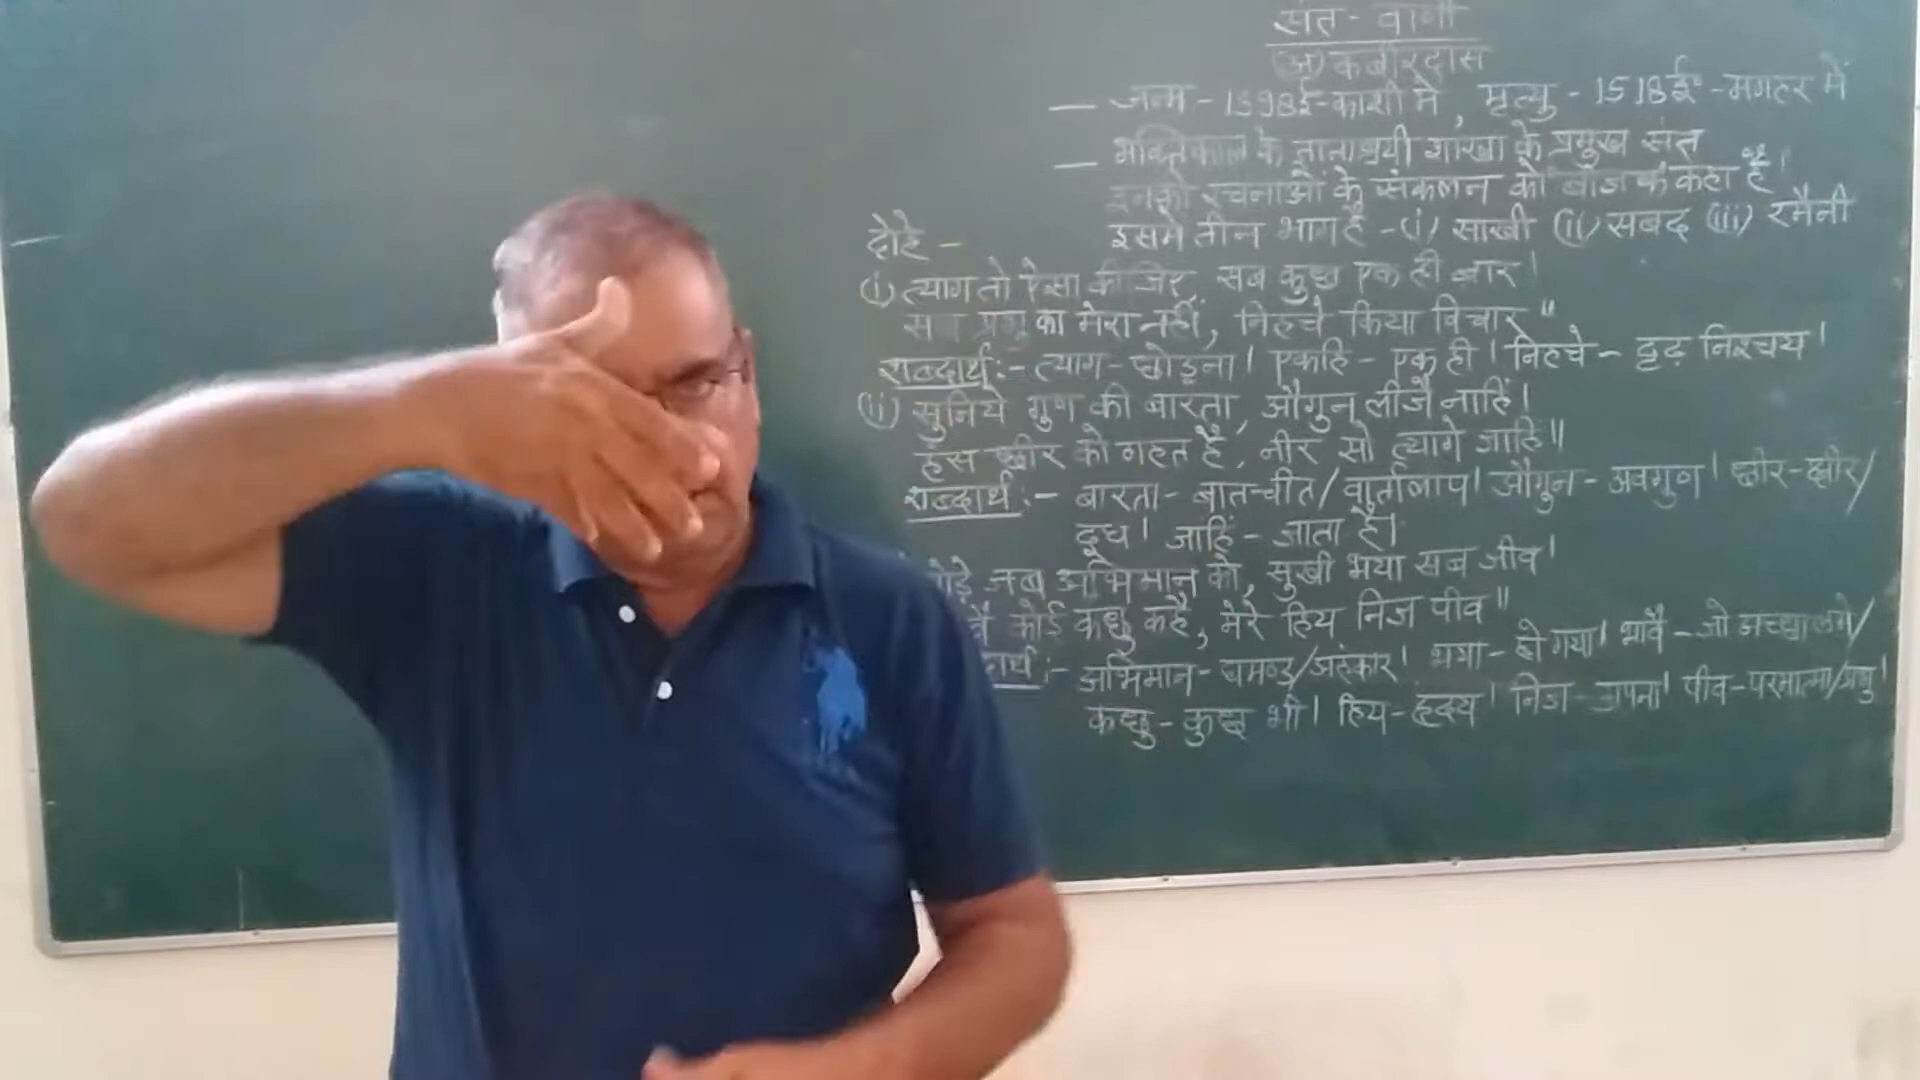 संत - वाणी
(अ) कबीरदास
— जन्म - 1398ई-काशी में, मृत्यु - 1518ई॰ -मगहर में
— भक्तिकाल के ज्ञानाश्रयी शाखा के प्रमुख संत
इनकी रचनाओं के संकलन को बीजक कहा है।
इसमें तीन भाग हैं -(i) साखी (ii) सबद (iii) रमैनी
दोहे -
(i) त्याग तो ऐसा कीजिए, सब कुछ एक ही बार।
सब प्रभु का मेरा नहीं, निहचे किया विचार॥
शब्दार्थ:- त्याग- छोड़ना। एकहि - एक ही। निहचे - दृढ़ निश्चय।
(ii) सुनिये गुण की बारता, औगुन लीजै नाहिं।
हंस छीर को गहत है, नीर सो त्यागे जाहि॥
शब्दार्थ:- बारता- बात-चीत/वार्तालाप। औगुन- अवगुण। छीर-क्षीर/
दूध। जाहिं - जाता है।
जब अभिमान को, सुखी भया सब जीव।
कोई कछु कहै, मेरे हिय निज पीव॥
:- अभिमान- घमण्ड/अहंकार। भया- हो गया। भावै - जो अच्छा लगे/
कछु- कुछ भी। हिय-हृदय। निज- अपना। पीव-परमात्मा/प्रभु।